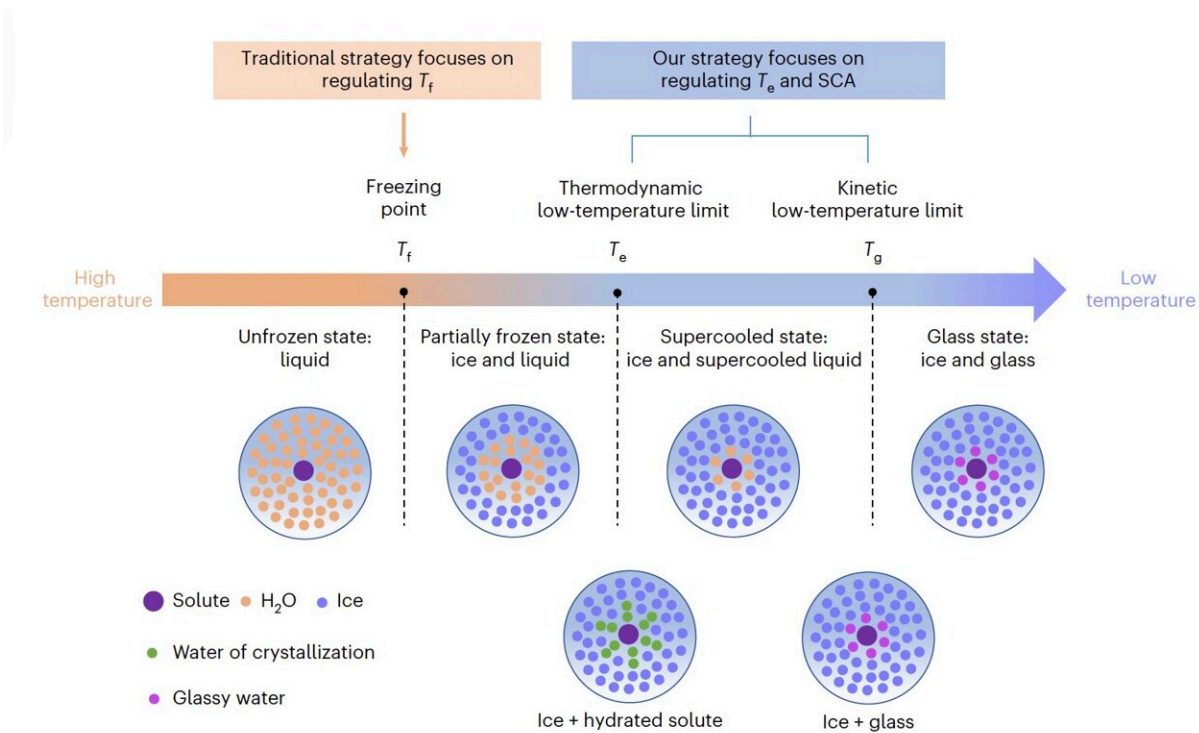 Traditional strategy focuses on
regulating Tf
Our strategy focuses on
regulating Te and SCA
Freezing
point
Thermodynamic
low-temperature limit
Kinetic
low-temperature limit
Tf
Te
Tg
High
temperature
Low
temperature
Unfrozen state:
liquid
Partially frozen state:
ice and liquid
Supercooled state:
ice and supercooled liquid
Glass state:
ice and glass
Solute
H2O
Ice
Water of crystallization
Glassy water
Ice + hydrated solute
Ice + glass